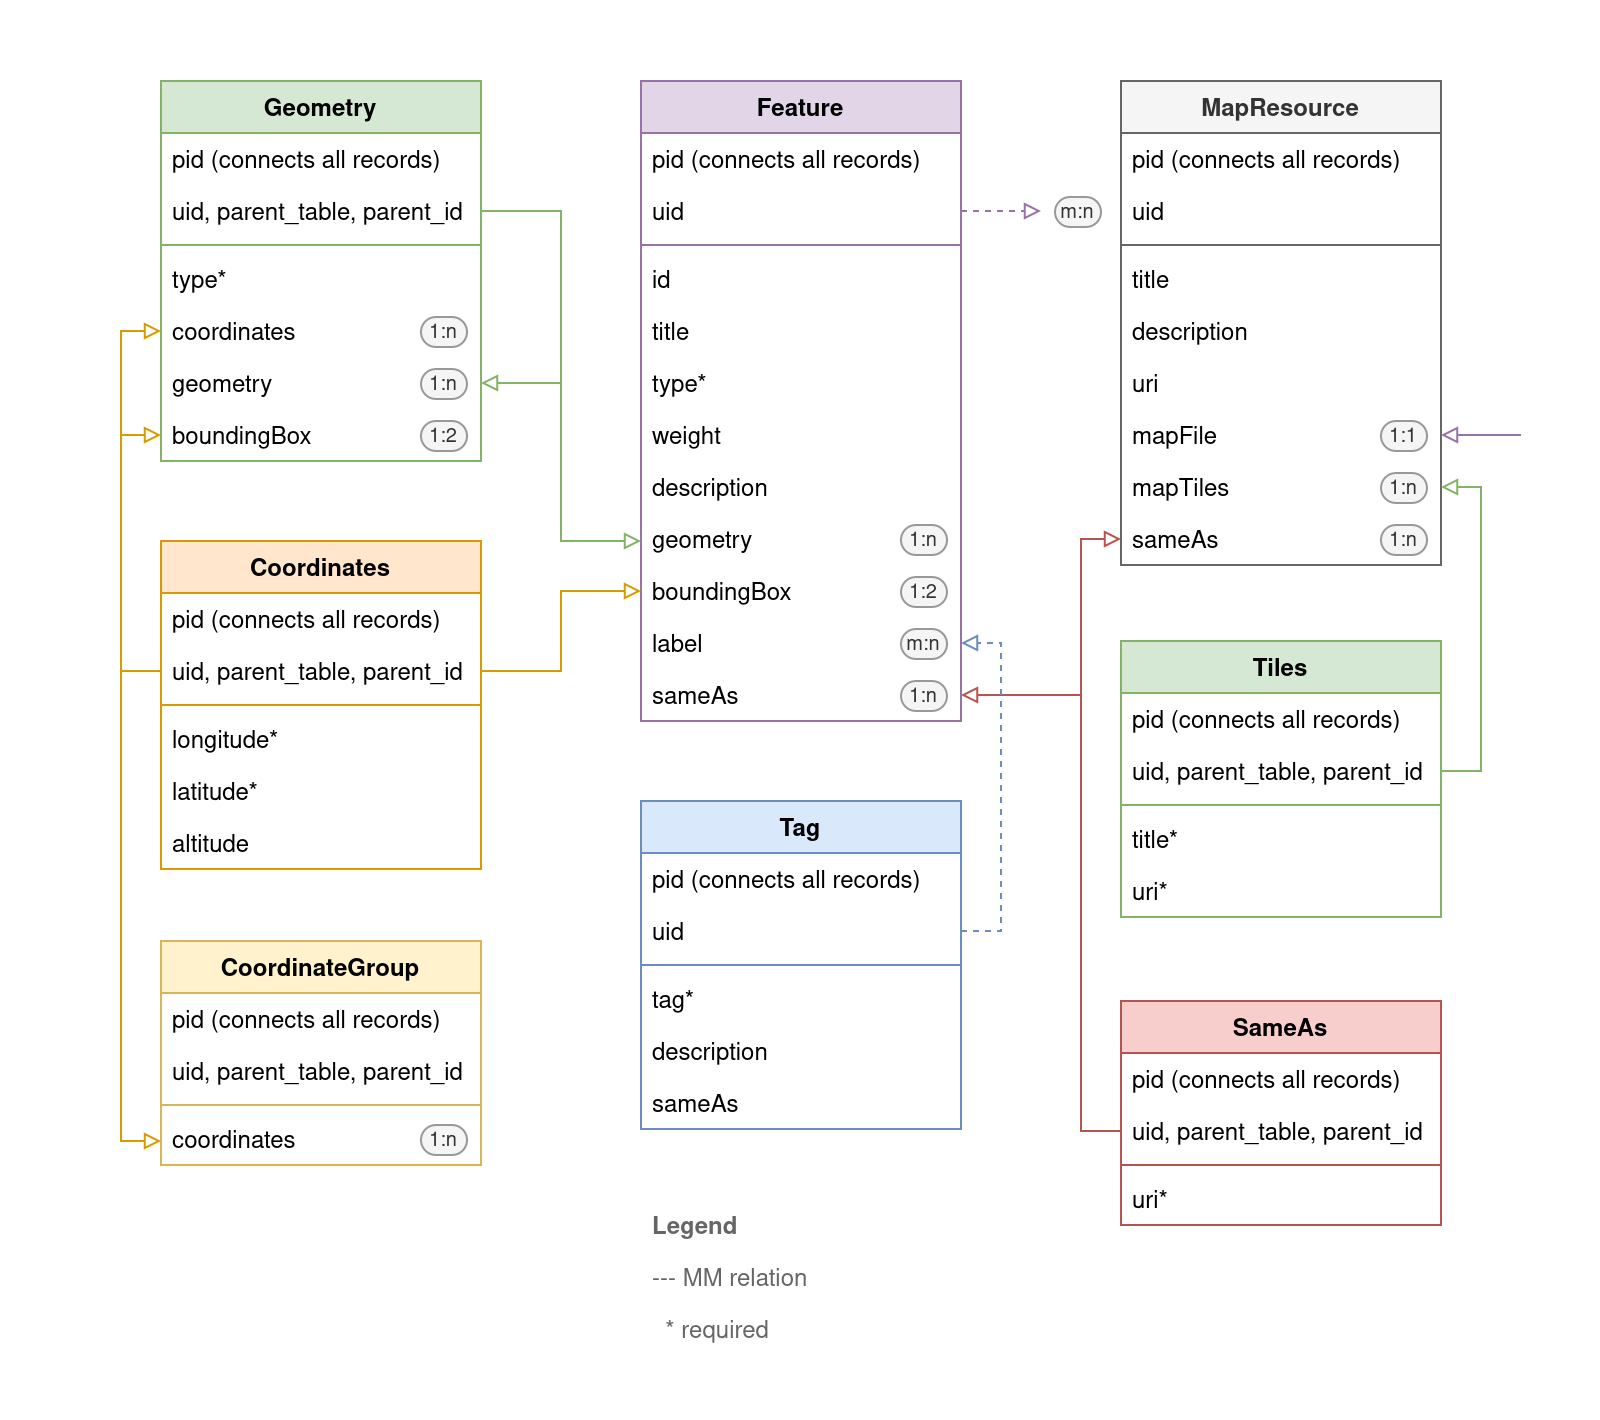 Geometry
pid (connects all records)
uid, parent_table, parent_id
type*
coordinates 1:n
geometry 1:n
boundingBox 1:2
Coordinates
pid (connects all records)
uid, parent_table, parent_id
longitude*
latitude*
altitude
CoordinateGroup
pid (connects all records)
uid, parent_table, parent_id
coordinates 1:n
Feature
pid (connects all records)
uid
m:n
id
title
type*
weight
description
geometry 1:n
boundingBox 1:2
label m:n
sameAs 1:n
Tag
pid (connects all records)
uid
tag*
description
sameAs
Legend
--- MM relation
* required
MapResource
pid (connects all records)
uid
title
description
uri
mapFile 1:1
mapTiles 1:n
sameAs 1:n
Tiles
pid (connects all records)
uid, parent_table, parent_id
title*
uri*
SameAs
pid (connects all records)
uid, parent_table, parent_id
uri*